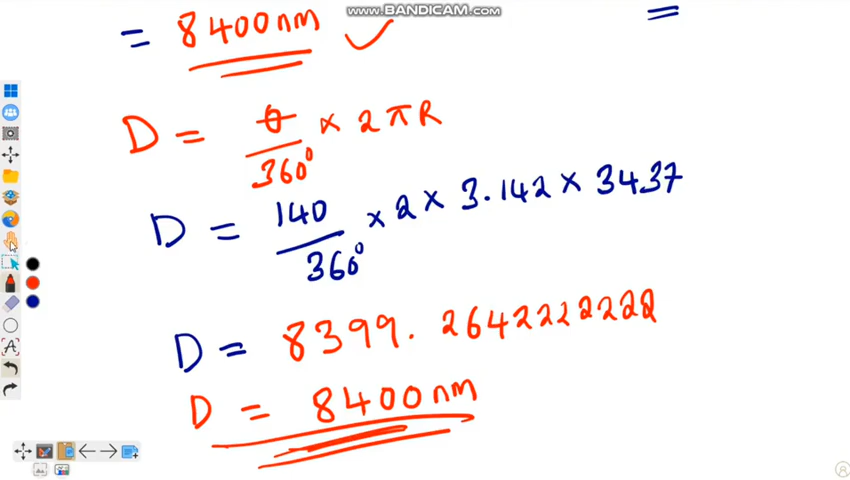 WWW.BANDICAM.COM
= 8400nm ✓ =
D = θ/360° × 2πR
D = 140/360° × 2 × 3.142 × 3437
D = 8399.2642222222
D = 8400nm
A